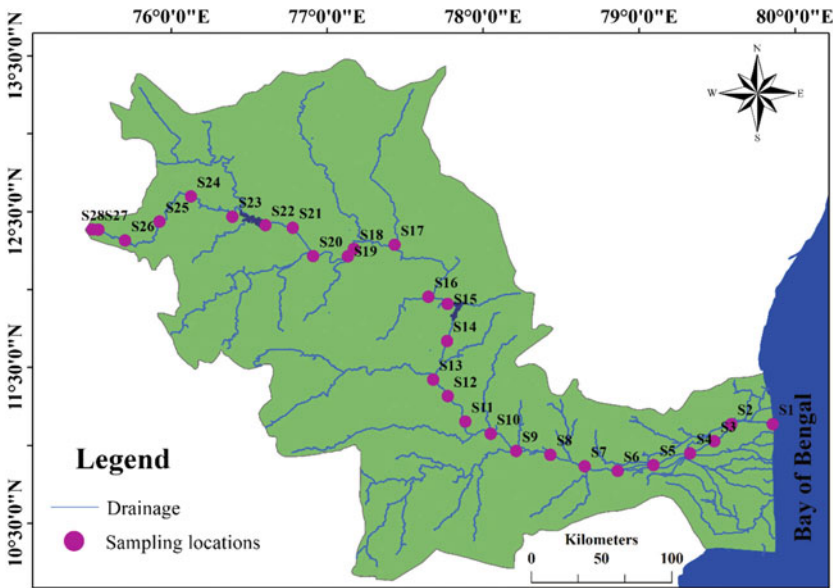 76°0'0"E 77°0'0"E 78°0'0"E 79°0'0"E 80°0'0"E
13°30'0"N
12°30'0"N
11°30'0"N
10°30'0"N
N
W E
S
S24
S28 S27 S26 S25 S23 S22 S21
S20 S19 S18 S17
S16
S15
S14
S13
S12
S11 S10 S9 S8 S7 S6 S5 S4 S3 S2 S1
Bay of Bengal
Legend
Drainage
Sampling locations
Kilometers
0 50 100